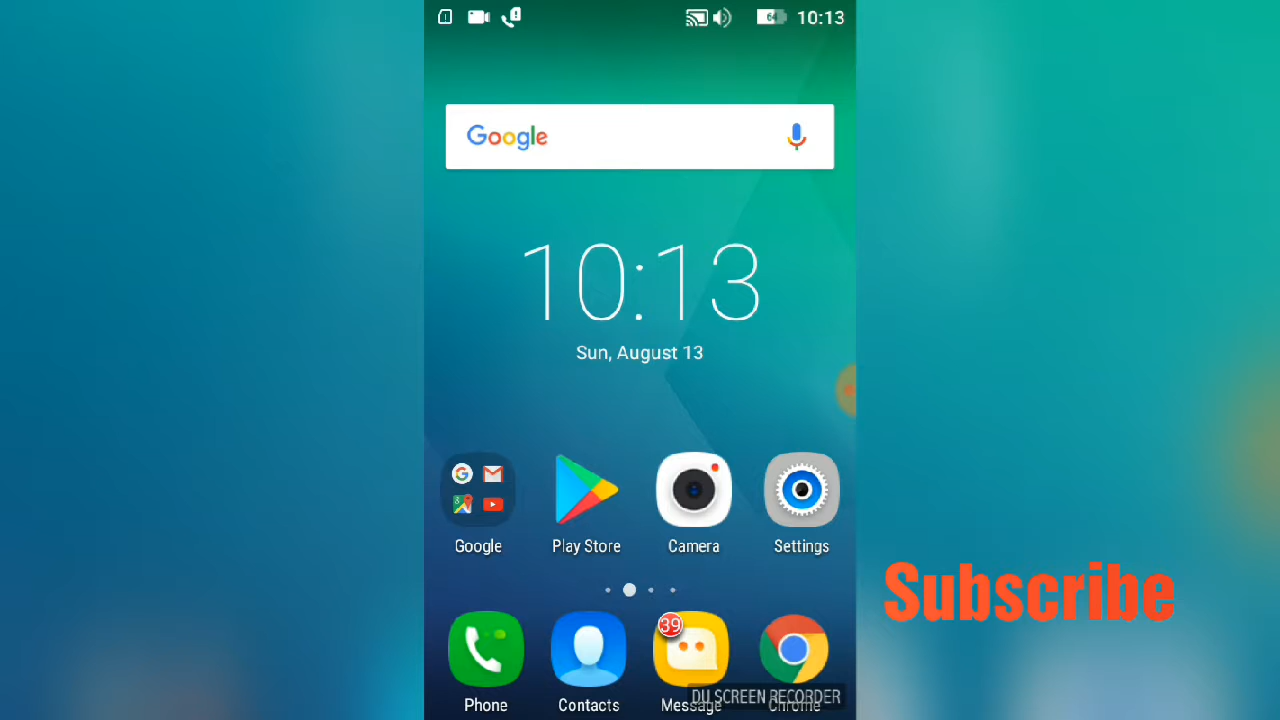 64 10:13
Google
10:13
Sun, August 13
Google Play Store Camera Settings
Subscribe
39
DU SCREEN RECORDER
Phone Contacts Message Chrome